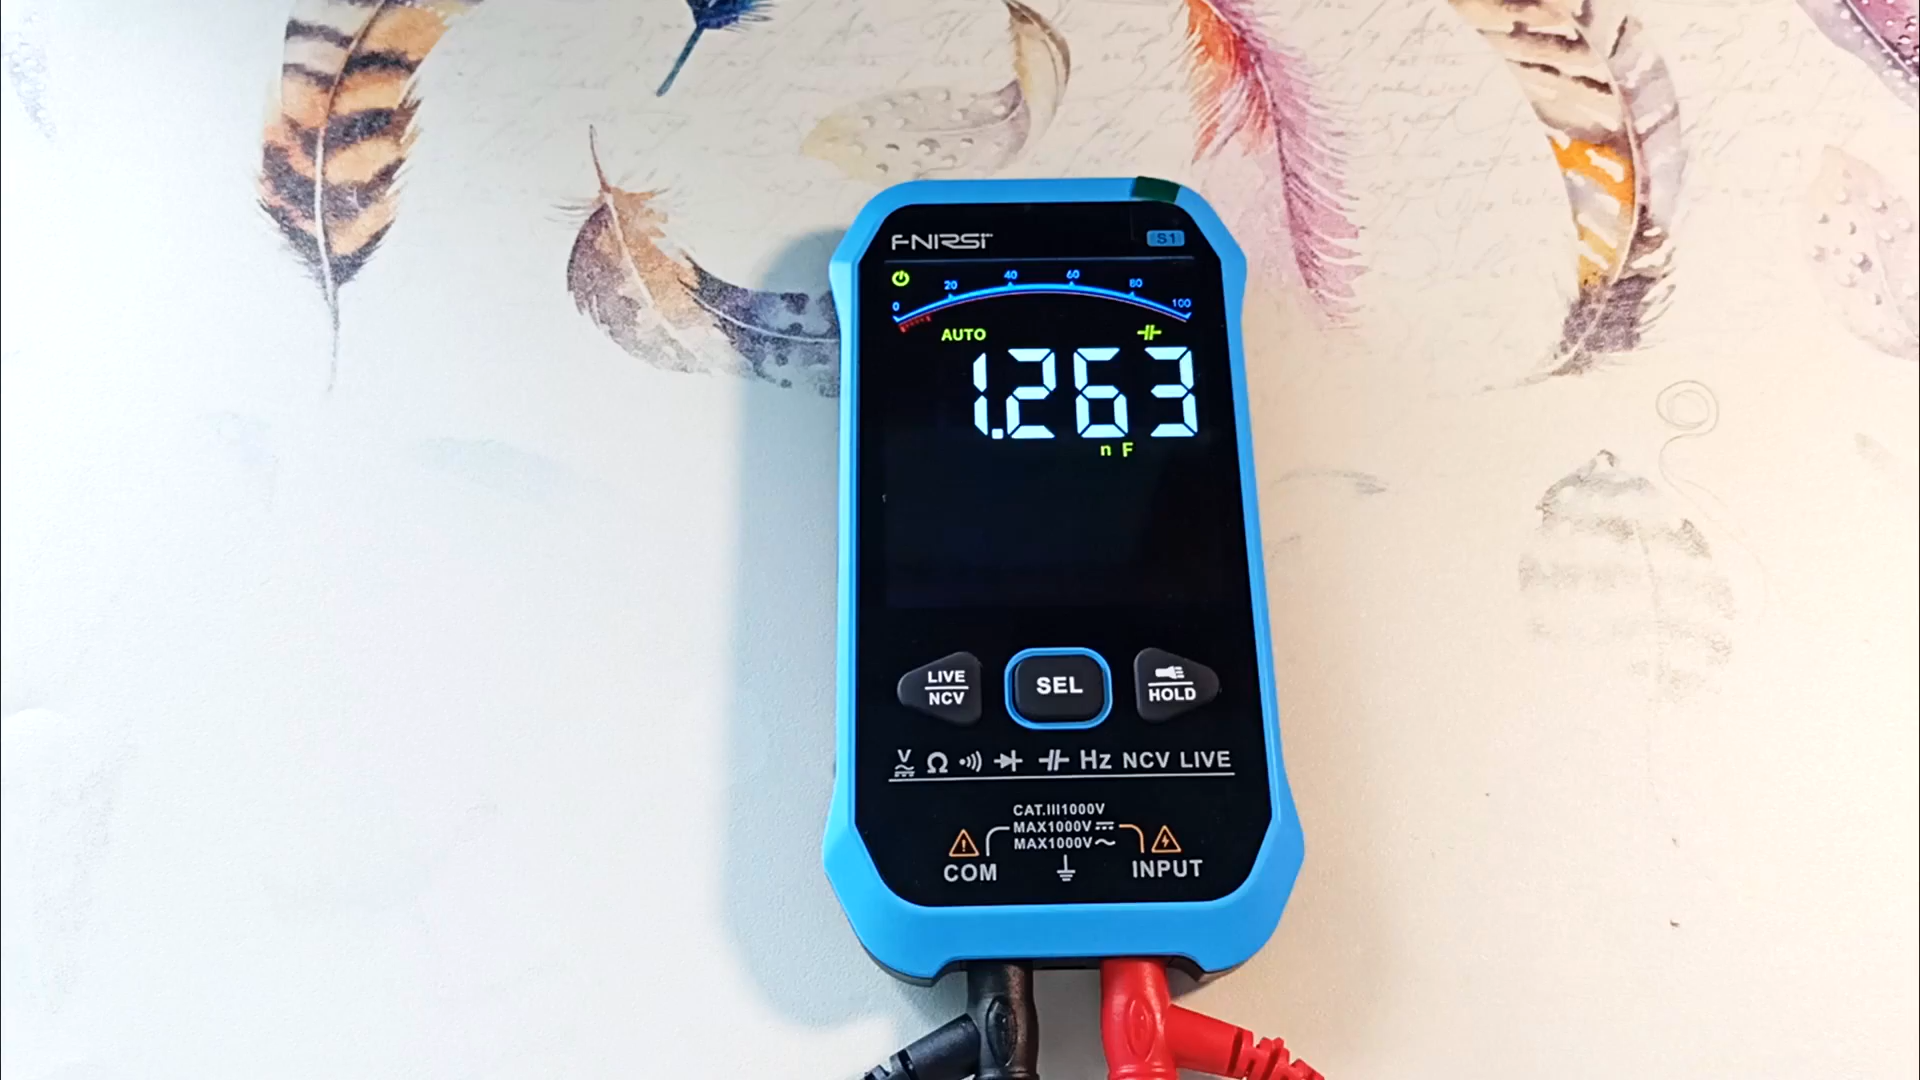 FNIRSI
S1
0 20 40 60 80 100
AUTO
1.263
n F
LIVE
NCV
SEL
HOLD
V Ω Hz NCV LIVE
CAT.III1000V
MAX1000V
MAX1000V
COM
INPUT